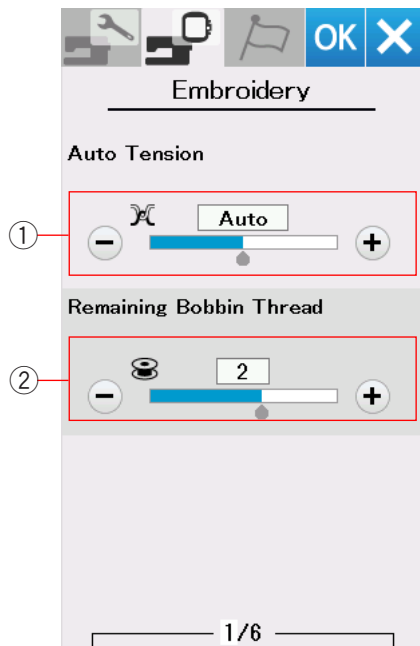 OK
Embroidery
Auto Tension
① Auto
Remaining Bobbin Thread
② 2
1/6